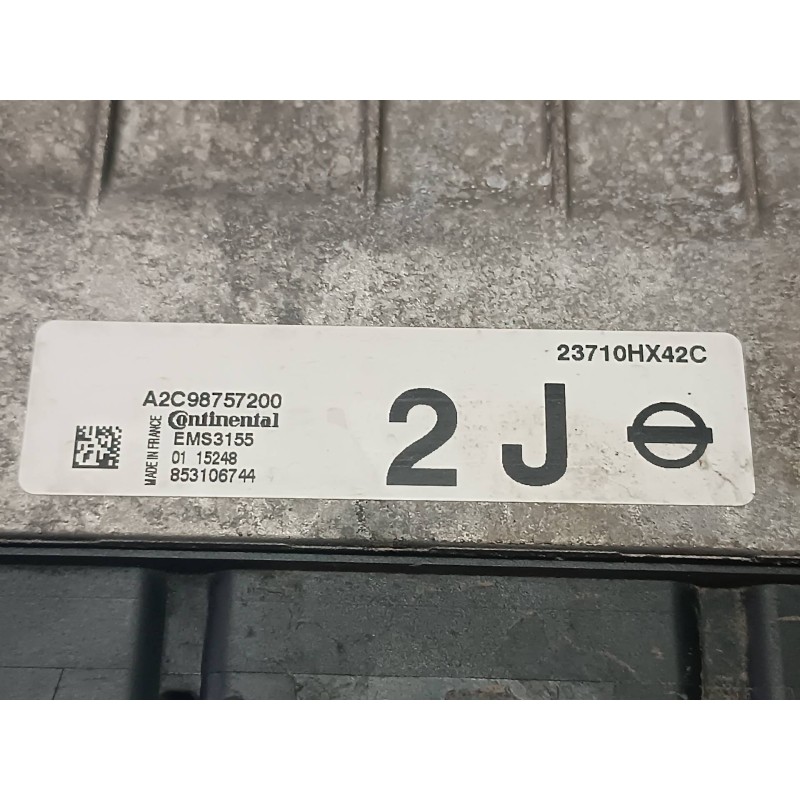 23710HX42C
A2C98757200
Continental
EMS3155
01 15248
853106744
MADE IN FRANCE
2 J